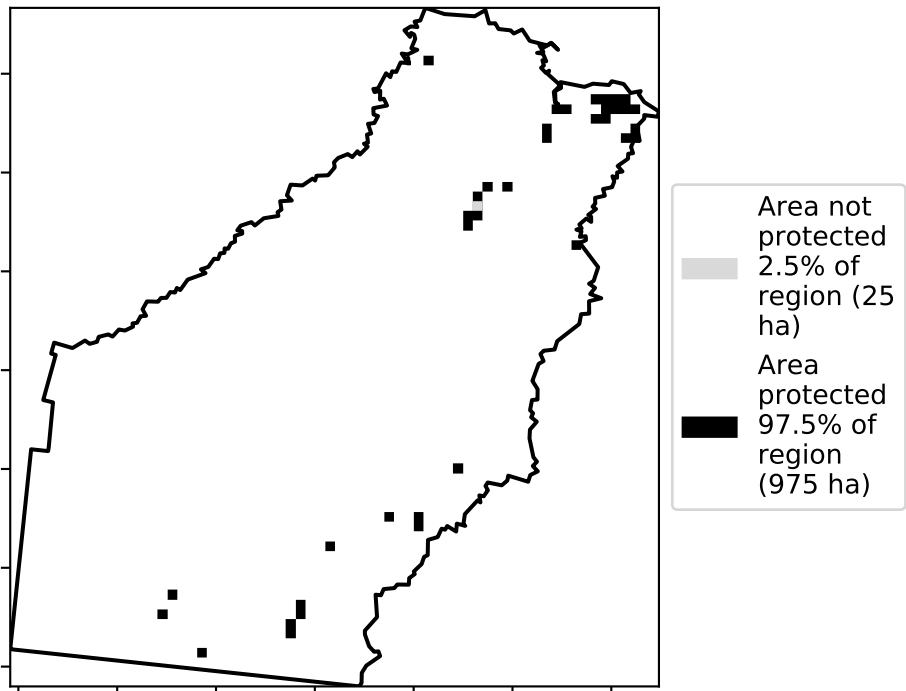 Area not
protected
2.5% of
region (25
ha)
Area
protected
97.5% of
region
(975 ha)